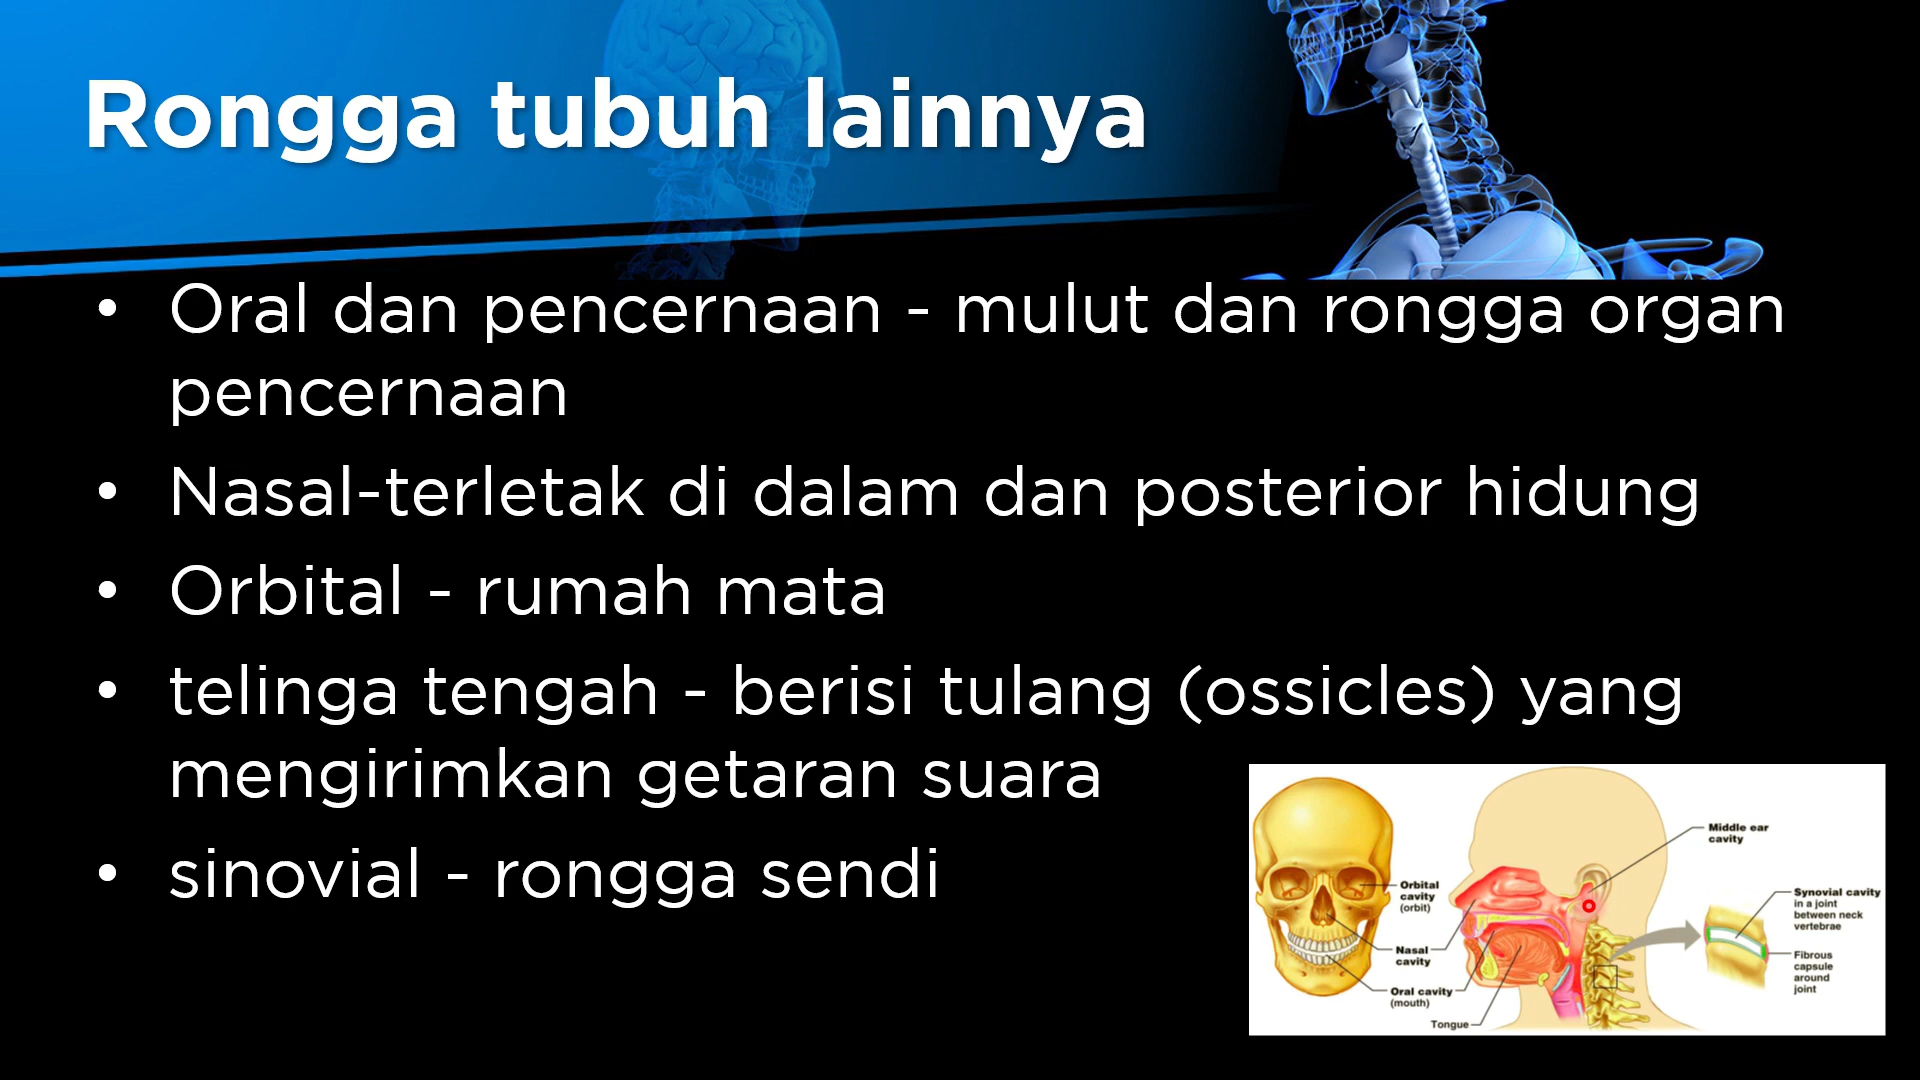 Rongga tubuh lainnya
• Oral dan pencernaan - mulut dan rongga organ
pencernaan
• Nasal-terletak di dalam dan posterior hidung
• Orbital - rumah mata
• telinga tengah - berisi tulang (ossicles) yang
mengirimkan getaran suara
• sinovial - rongga sendi
Orbital
cavity
(orbit)
Nasal
cavity
Oral cavity
(mouth)
Tongue
Middle ear
cavity
Synovial cavity
in a joint
between neck
vertebrae
Fibrous
capsule
around
joint